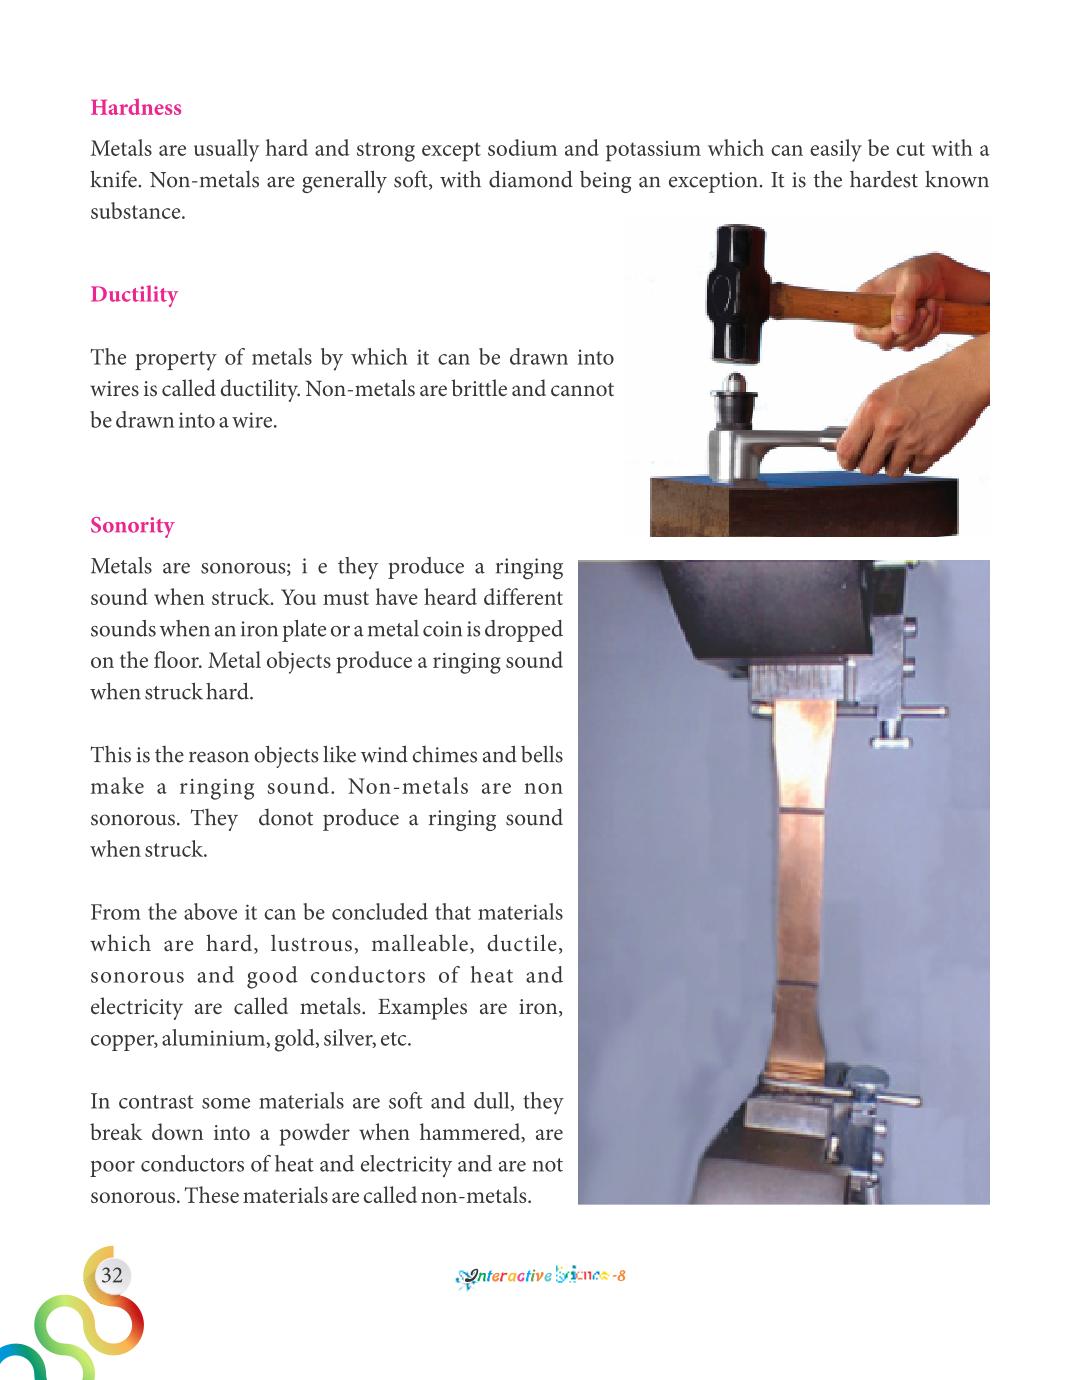 Hardness
Metals are usually hard and strong except sodium and potassium which can easily be cut with a
knife. Non-metals are generally soft, with diamond being an exception. It is the hardest known
substance.
Ductility
The property of metals by which it can be drawn into
wires is called ductility. Non-metals are brittle and cannot
be drawn into a wire.
Sonority
Metals are sonorous; i e they produce a ringing
sound when struck. You must have heard different
sounds when an iron plate or a metal coin is dropped
on the floor. Metal objects produce a ringing sound
when struck hard.
This is the reason objects like wind chimes and bells
make a ringing sound. Non-metals are non
sonorous. They donot produce a ringing sound
when struck.
From the above it can be concluded that materials
which are hard, lustrous, malleable, ductile,
sonorous and good conductors of heat and
electricity are called metals. Examples are iron,
copper, aluminium, gold, silver, etc.
In contrast some materials are soft and dull, they
break down into a powder when hammered, are
poor conductors of heat and electricity and are not
sonorous. These materials are called non-metals.
32
Interactive Science-8